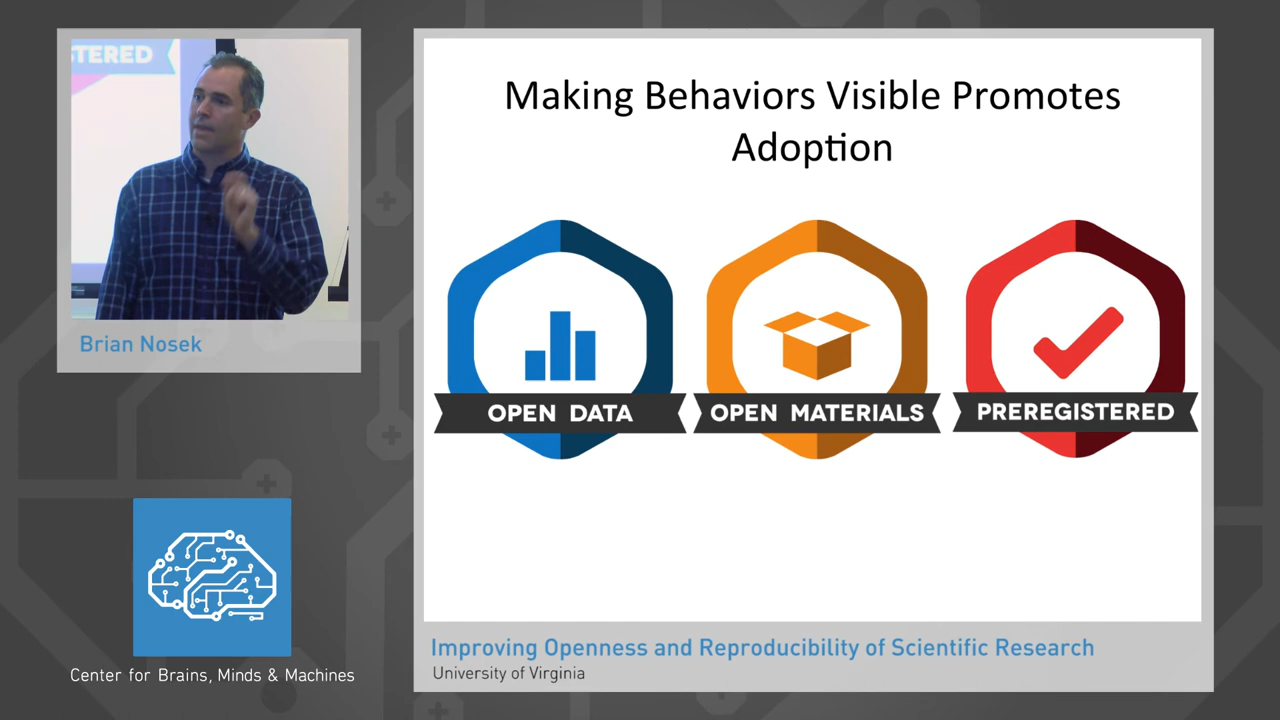 STERED
Brian Nosek
Center for Brains, Minds & Machines
Making Behaviors Visible Promotes
Adoption
OPEN DATA
OPEN MATERIALS
PREREGISTERED
Improving Openness and Reproducibility of Scientific Research
University of Virginia